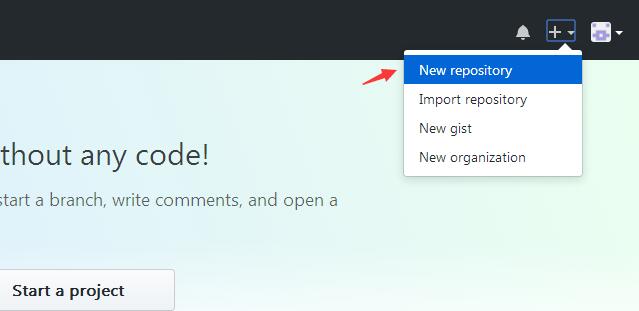 New repository
Import repository
New gist
New organization
thout any code!
start a branch, write comments, and open a
Start a project